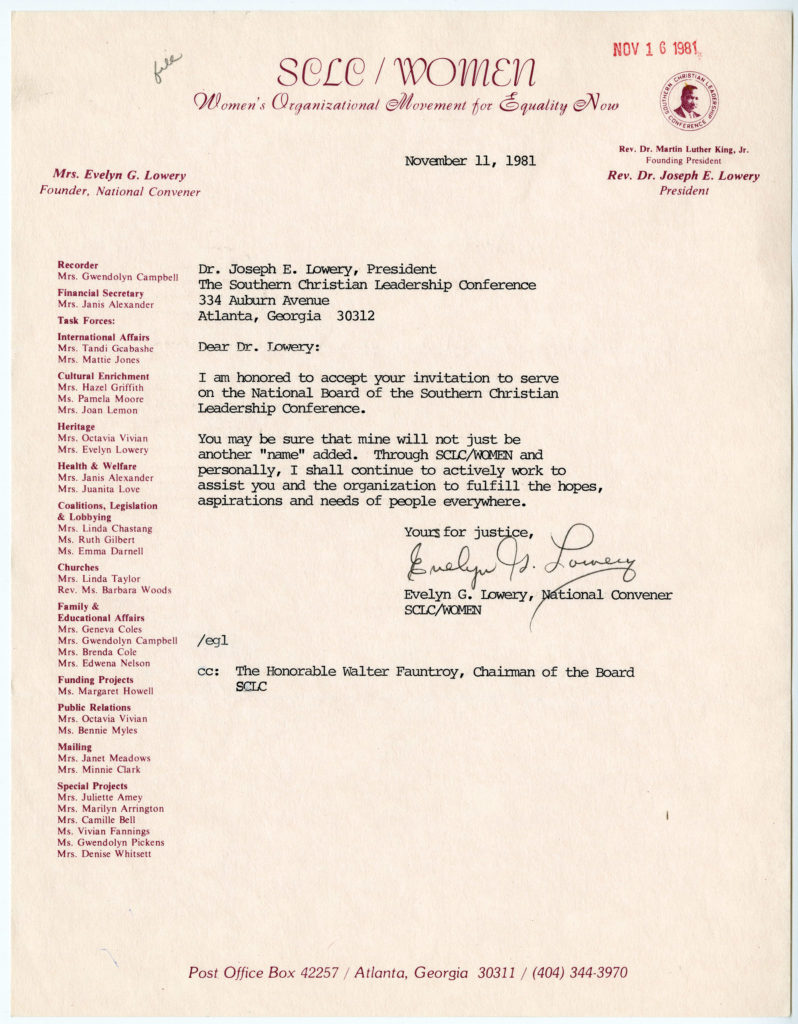 file
NOV 16 1981
SCLC / WOMEN
Women's Organizational Movement for Equality Now
SOUTHERN CHRISTIAN LEADERSHIP CONFERENCE
Rev. Dr. Martin Luther King, Jr.
Founding President
Rev. Dr. Joseph E. Lowery
President
November 11, 1981
Mrs. Evelyn G. Lowery
Founder, National Convener
Recorder
Mrs. Gwendolyn Campbell
Financial Secretary
Mrs. Janis Alexander
Task Forces:
International Affairs
Mrs. Tandi Gcabashe
Mrs. Mattie Jones
Cultural Enrichment
Mrs. Hazel Griffith
Ms. Pamela Moore
Mrs. Joan Lemon
Heritage
Mrs. Octavia Vivian
Mrs. Evelyn Lowery
Health & Welfare
Mrs. Janis Alexander
Mrs. Juanita Love
Coalitions, Legislation
& Lobbying
Mrs. Linda Chastang
Ms. Ruth Gilbert
Ms. Emma Darnell
Churches
Mrs. Linda Taylor
Rev. Ms. Barbara Woods
Family &
Educational Affairs
Mrs. Geneva Coles
Mrs. Gwendolyn Campbell
Mrs. Brenda Cole
Mrs. Edwena Nelson
Funding Projects
Ms. Margaret Howell
Public Relations
Mrs. Octavia Vivian
Ms. Bennie Myles
Mailing
Mrs. Janet Meadows
Mrs. Minnie Clark
Special Projects
Mrs. Juliette Amey
Mrs. Marilyn Arrington
Mrs. Camille Bell
Ms. Vivian Fannings
Ms. Gwendolyn Pickens
Mrs. Denise Whitsett
Dr. Joseph E. Lowery, President
The Southern Christian Leadership Conference
334 Auburn Avenue
Atlanta, Georgia 30312
Dear Dr. Lowery:
I am honored to accept your invitation to serve
on the National Board of the Southern Christian
Leadership Conference.
You may be sure that mine will not just be
another "name" added. Through SCLC/WOMEN and
personally, I shall continue to actively work to
assist you and the organization to fulfill the hopes,
aspirations and needs of people everywhere.
Yours for justice,
Evelyn G. Lowery
Evelyn G. Lowery, National Convener
SCLC/WOMEN
/egl
cc: The Honorable Walter Fauntroy, Chairman of the Board
SCLC
Post Office Box 42257 / Atlanta, Georgia 30311 / (404) 344-3970